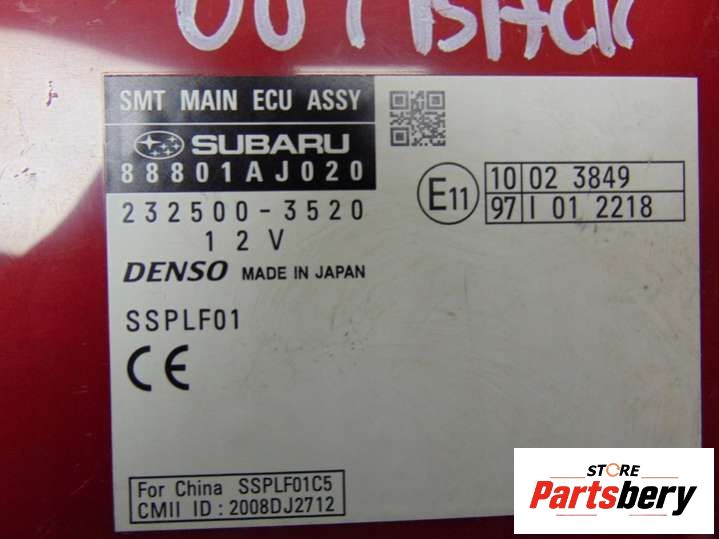 OUTBACK
SMT MAIN ECU ASSY
SUBARU
88801AJ020
232500-3520
12V
DENSO MADE IN JAPAN
SSPLF01
CE
E11
10 02 3849
97 I 01 2218
For China SSPLF01C5
CMII ID : 2008DJ2712
STORE
Partsbery